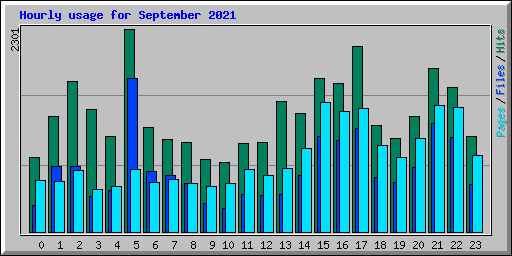 Hourly usage for September 2021
2301
Pages/Files/Hits
0 1 2 3 4 5 6 7 8 9 10 11 12 13 14 15 16 17 18 19 20 21 22 23